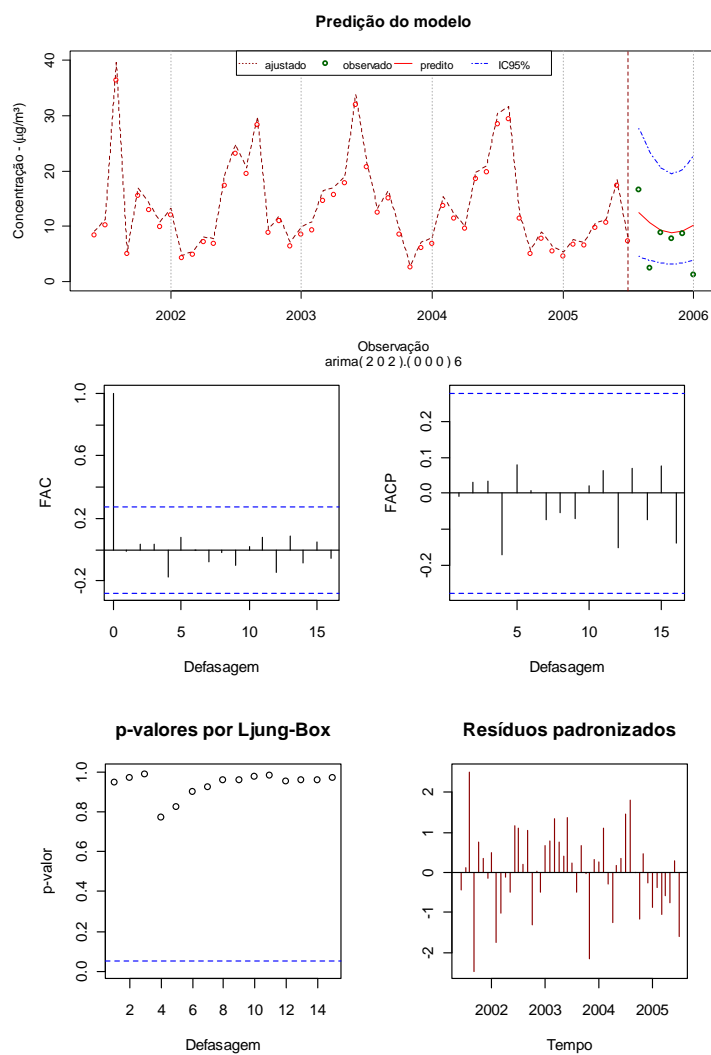 Predição do modelo
ajustado observado predito IC95%
Concentração - (µg/m³)
40
30
20
10
0
2002 2003 2004 2005 2006
Observação
arima( 2 0 2 ).( 0 0 0 ) 6
FAC
1.0
0.6
0.2
-0.2
0 5 10 15
Defasagem
FACP
0.2
0.0
-0.2
5 10 15
Defasagem
p-valores por Ljung-Box
p-valor
1.0
0.8
0.6
0.4
0.2
0.0
2 4 6 8 10 12 14
Defasagem
Resíduos padronizados
2
1
0
-1
-2
2002 2003 2004 2005
Tempo